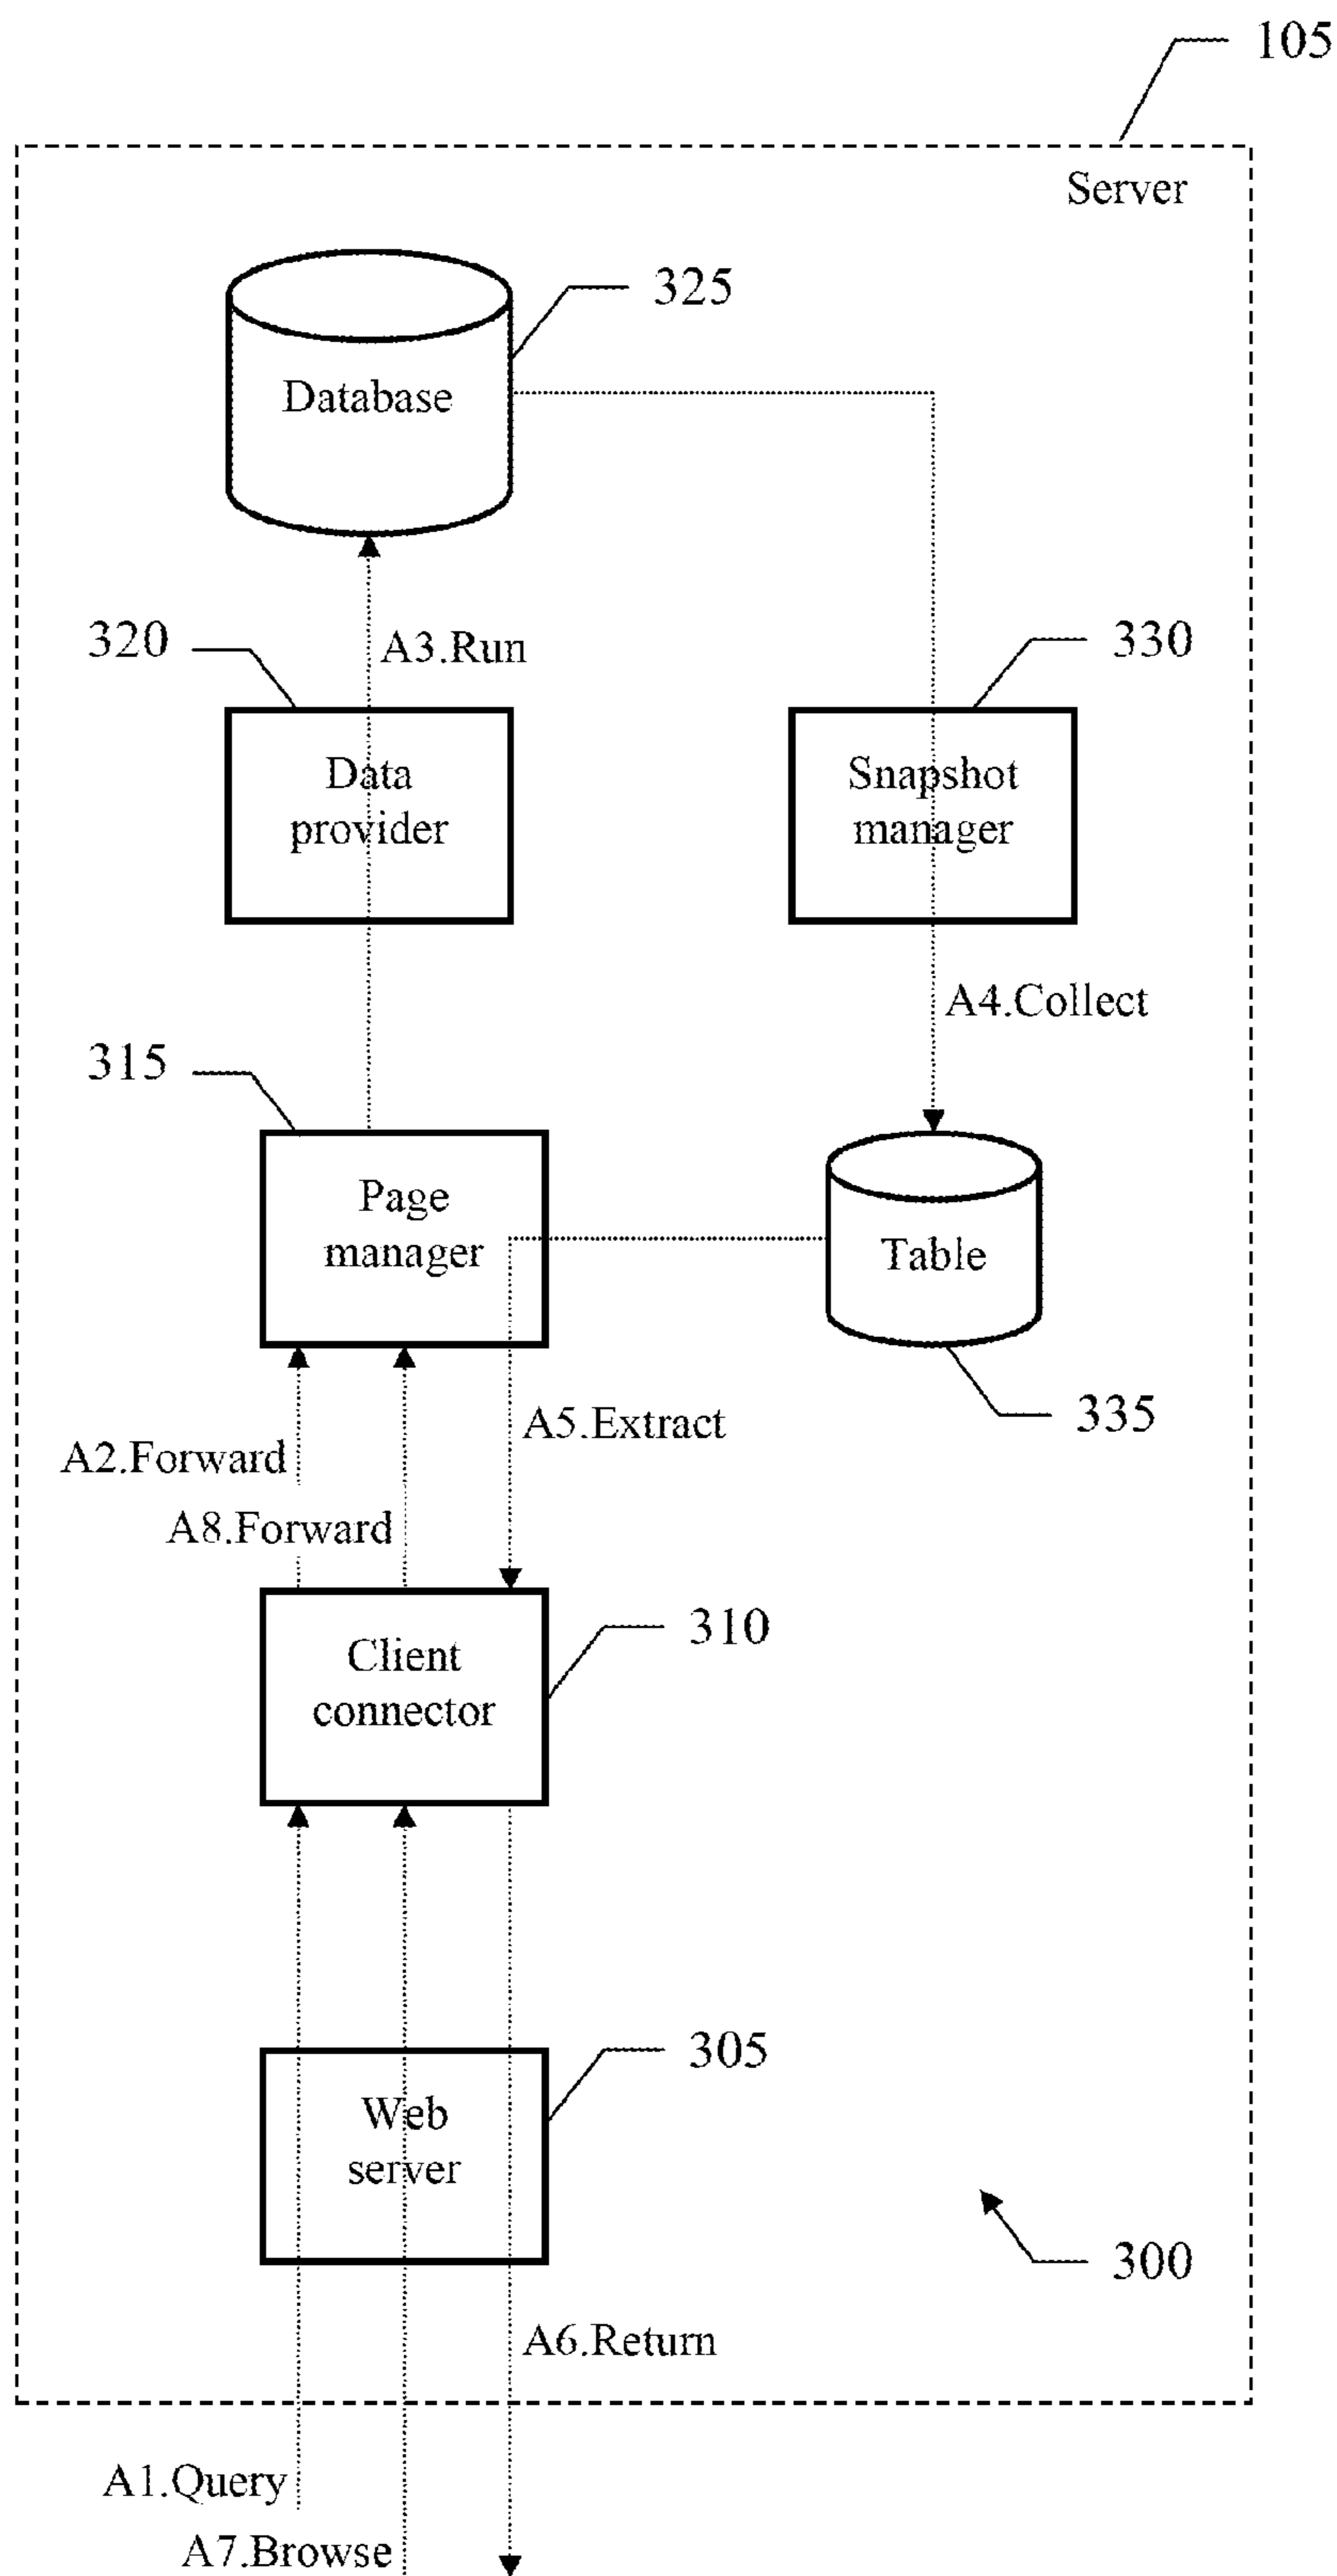 105
Server
325
Database
320
A3.Run
330
Data
provider
Snapshot
manager
A4.Collect
315
Page
manager
Table
335
A5.Extract
A2.Forward
A8.Forward
310
Client
connector
305
Web
server
300
A6.Return
A1.Query
A7.Browse